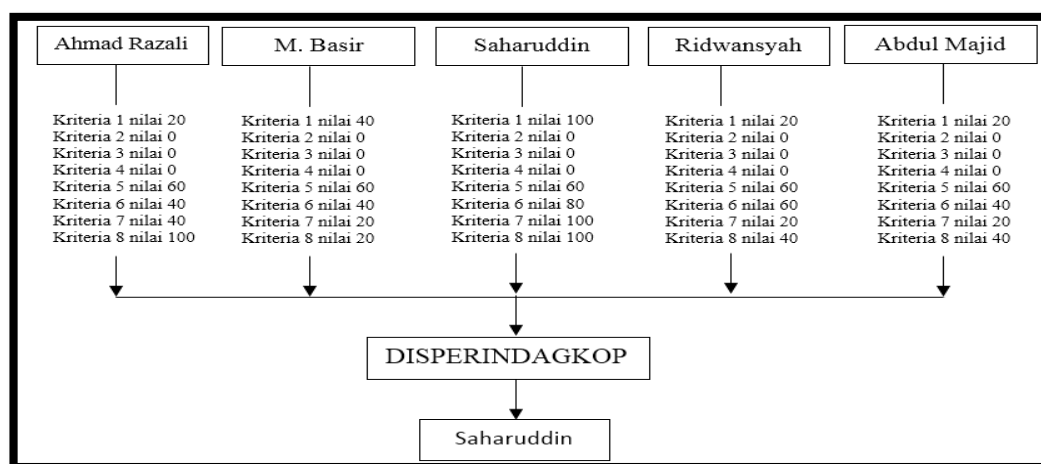 Ahmad Razali
Kriteria 1 nilai 20
Kriteria 2 nilai 0
Kriteria 3 nilai 0
Kriteria 4 nilai 0
Kriteria 5 nilai 60
Kriteria 6 nilai 40
Kriteria 7 nilai 40
Kriteria 8 nilai 100
M. Basir
Kriteria 1 nilai 40
Kriteria 2 nilai 0
Kriteria 3 nilai 0
Kriteria 4 nilai 0
Kriteria 5 nilai 60
Kriteria 6 nilai 40
Kriteria 7 nilai 20
Kriteria 8 nilai 20
Saharuddin
Kriteria 1 nilai 100
Kriteria 2 nilai 0
Kriteria 3 nilai 0
Kriteria 4 nilai 0
Kriteria 5 nilai 60
Kriteria 6 nilai 80
Kriteria 7 nilai 100
Kriteria 8 nilai 100
Ridwansyah
Kriteria 1 nilai 20
Kriteria 2 nilai 0
Kriteria 3 nilai 0
Kriteria 4 nilai 0
Kriteria 5 nilai 60
Kriteria 6 nilai 60
Kriteria 7 nilai 20
Kriteria 8 nilai 40
Abdul Majid
Kriteria 1 nilai 20
Kriteria 2 nilai 0
Kriteria 3 nilai 0
Kriteria 4 nilai 0
Kriteria 5 nilai 60
Kriteria 6 nilai 40
Kriteria 7 nilai 20
Kriteria 8 nilai 40
DISPERINDAGKOP
Saharuddin